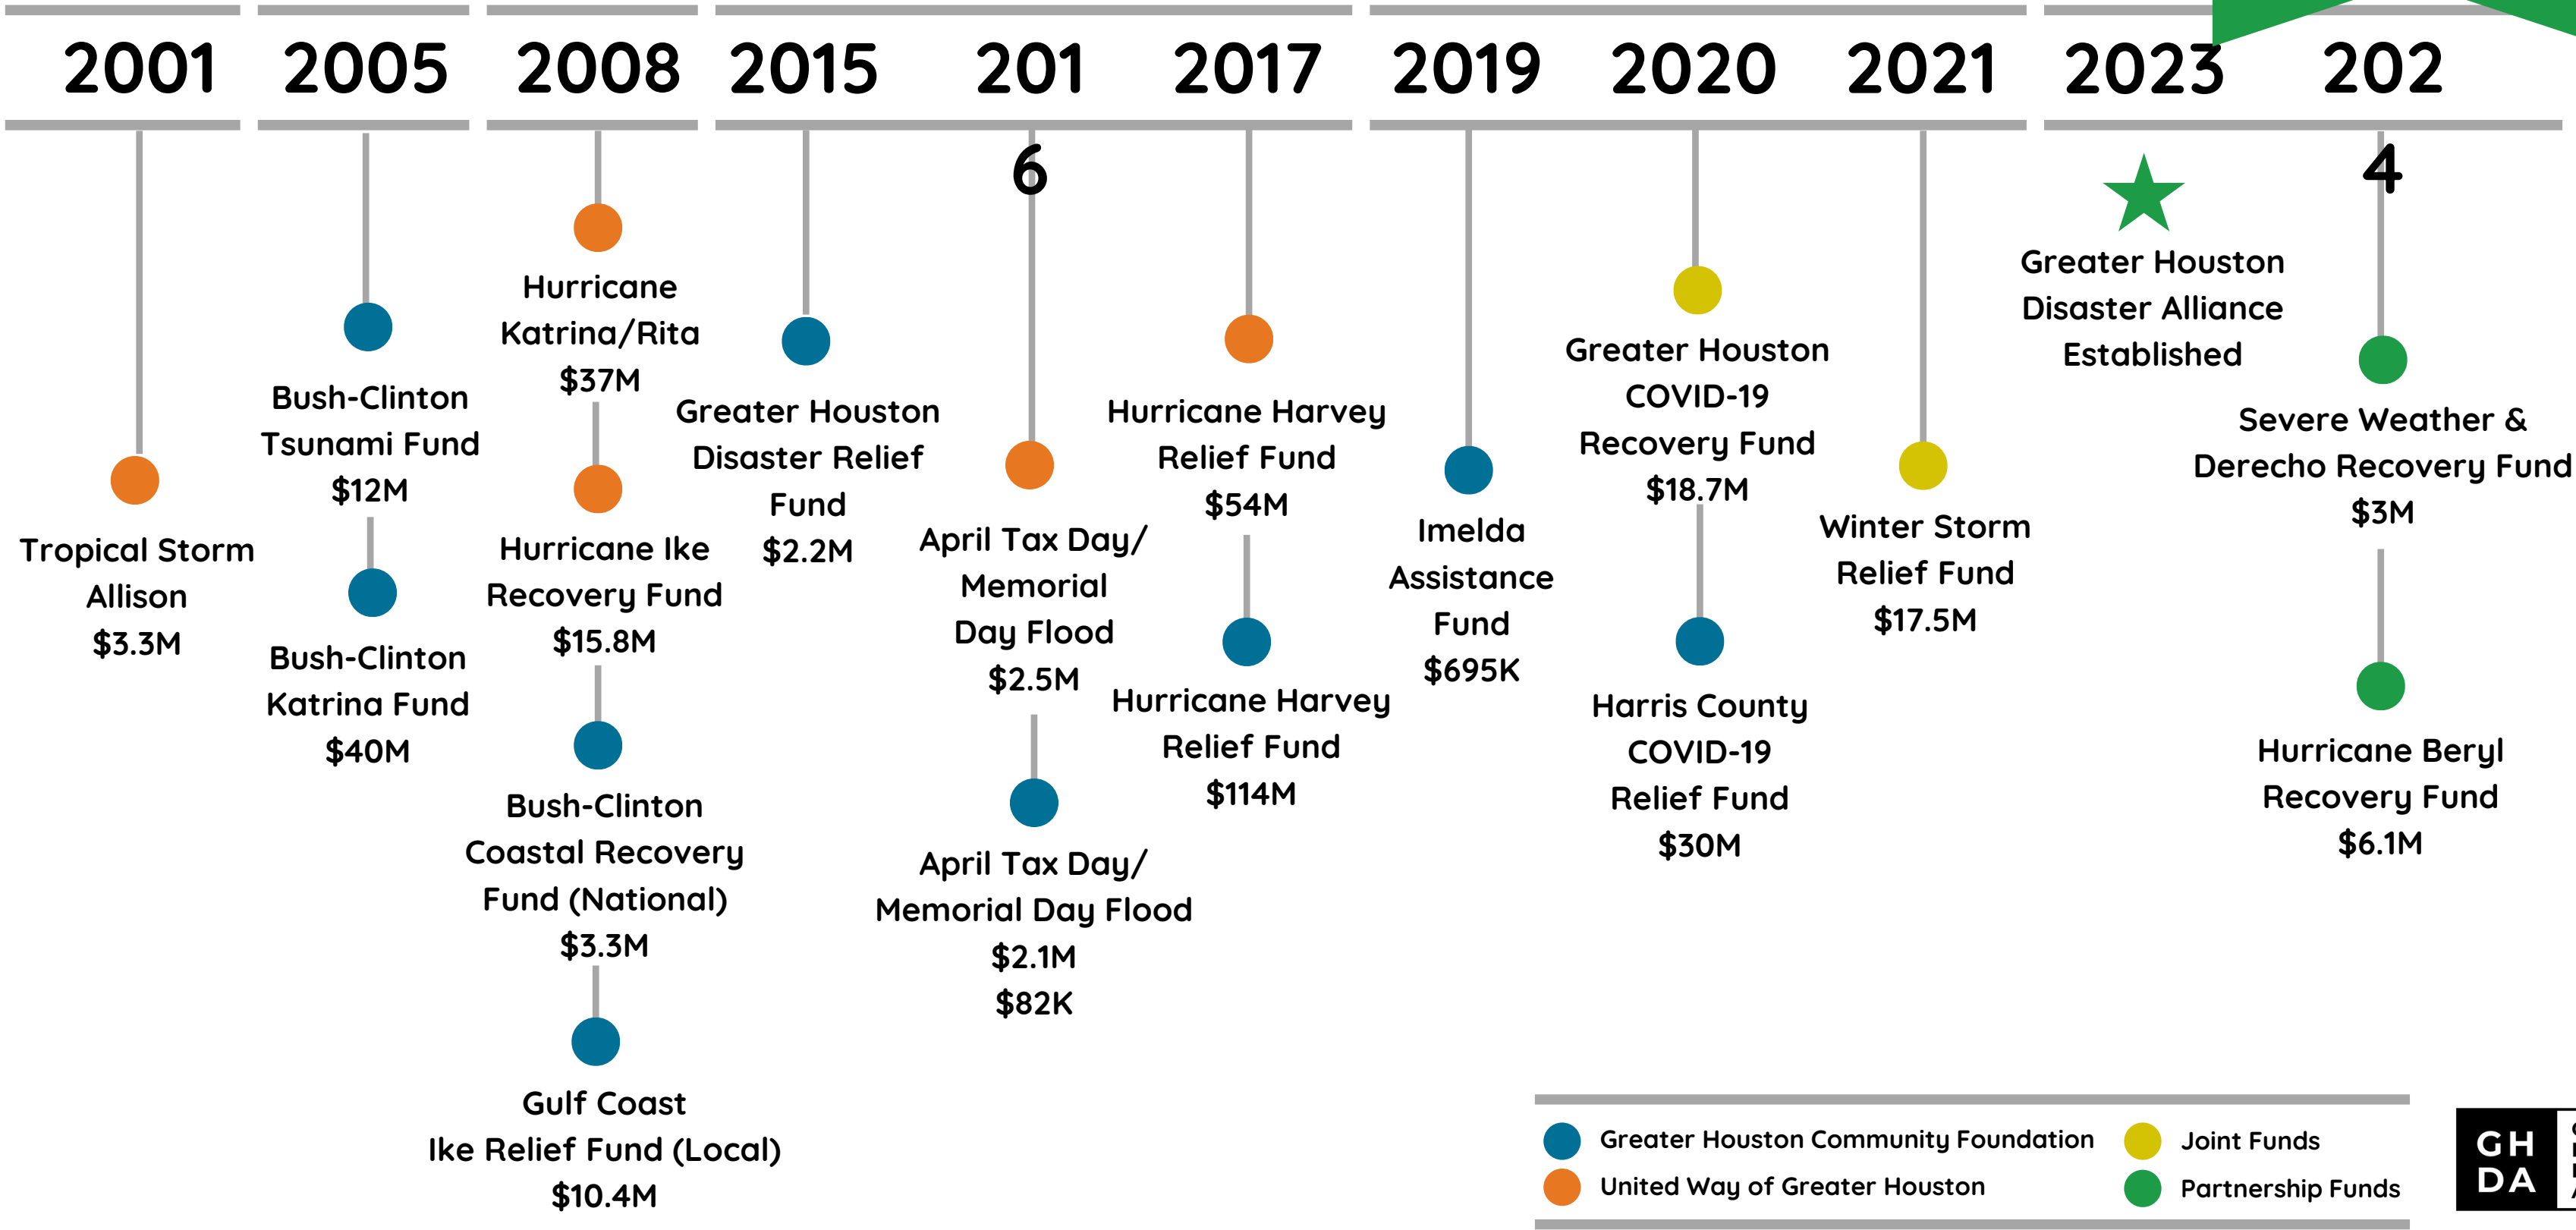 2001
2005
2008
2015
201
6
2017
2019
2020
2021
2023
202
4
Tropical Storm
Allison
$3.3M
Bush-Clinton
Tsunami Fund
$12M
Bush-Clinton
Katrina Fund
$40M
Hurricane
Katrina/Rita
$37M
Hurricane Ike
Recovery Fund
$15.8M
Bush-Clinton
Coastal Recovery
Fund (National)
$3.3M
Gulf Coast
Ike Relief Fund (Local)
$10.4M
Greater Houston
Disaster Relief
Fund
$2.2M
April Tax Day/
Memorial
Day Flood
$2.5M
April Tax Day/
Memorial Day Flood
$2.1M
$82K
Hurricane Harvey
Relief Fund
$54M
Hurricane Harvey
Relief Fund
$114M
Imelda
Assistance
Fund
$695K
Greater Houston
COVID-19
Recovery Fund
$18.7M
Harris County
COVID-19
Relief Fund
$30M
Winter Storm
Relief Fund
$17.5M
Greater Houston
Disaster Alliance
Established
Severe Weather &
Derecho Recovery Fund
$3M
Hurricane Beryl
Recovery Fund
$6.1M
Greater Houston Community Foundation
United Way of Greater Houston
Joint Funds
Partnership Funds
GH
DA